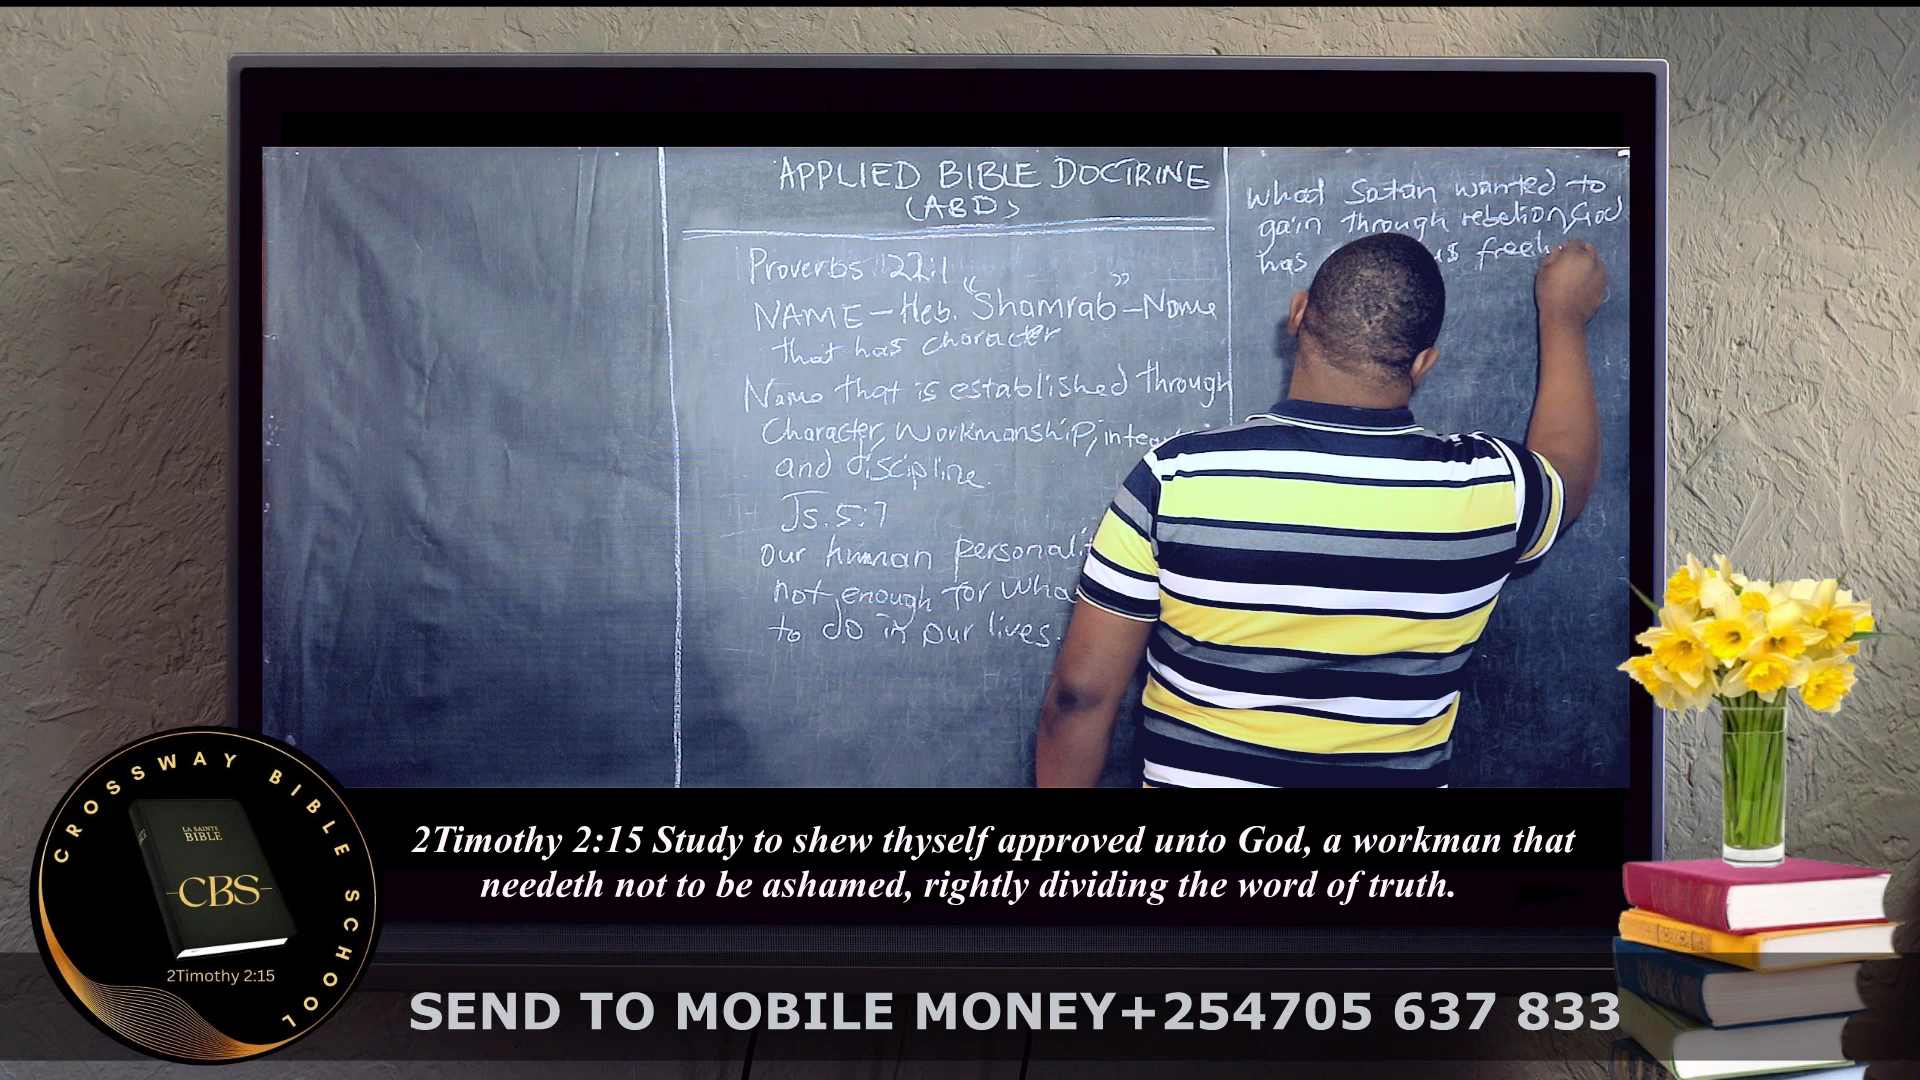 APPLIED BIBLE DOCTRINE
(ABD)
Proverbs 22:1
NAME - Heb. "Shamrab" - Name
that has character
Name that is established through
Character, workmanship,
and discipline.
Js. 5:7
our human
not enough for
to do in our lives.
What Satan wanted to
gain through rebelion, God
has us
CROSSWAY BIBLE SCHOOL
LA SAINTE
BIBLE
CBS
2Timothy 2:15
2Timothy 2:15 Study to shew thyself approved unto God, a workman that
needeth not to be ashamed, rightly dividing the word of truth.
SEND TO MOBILE MONEY+254705 637 833